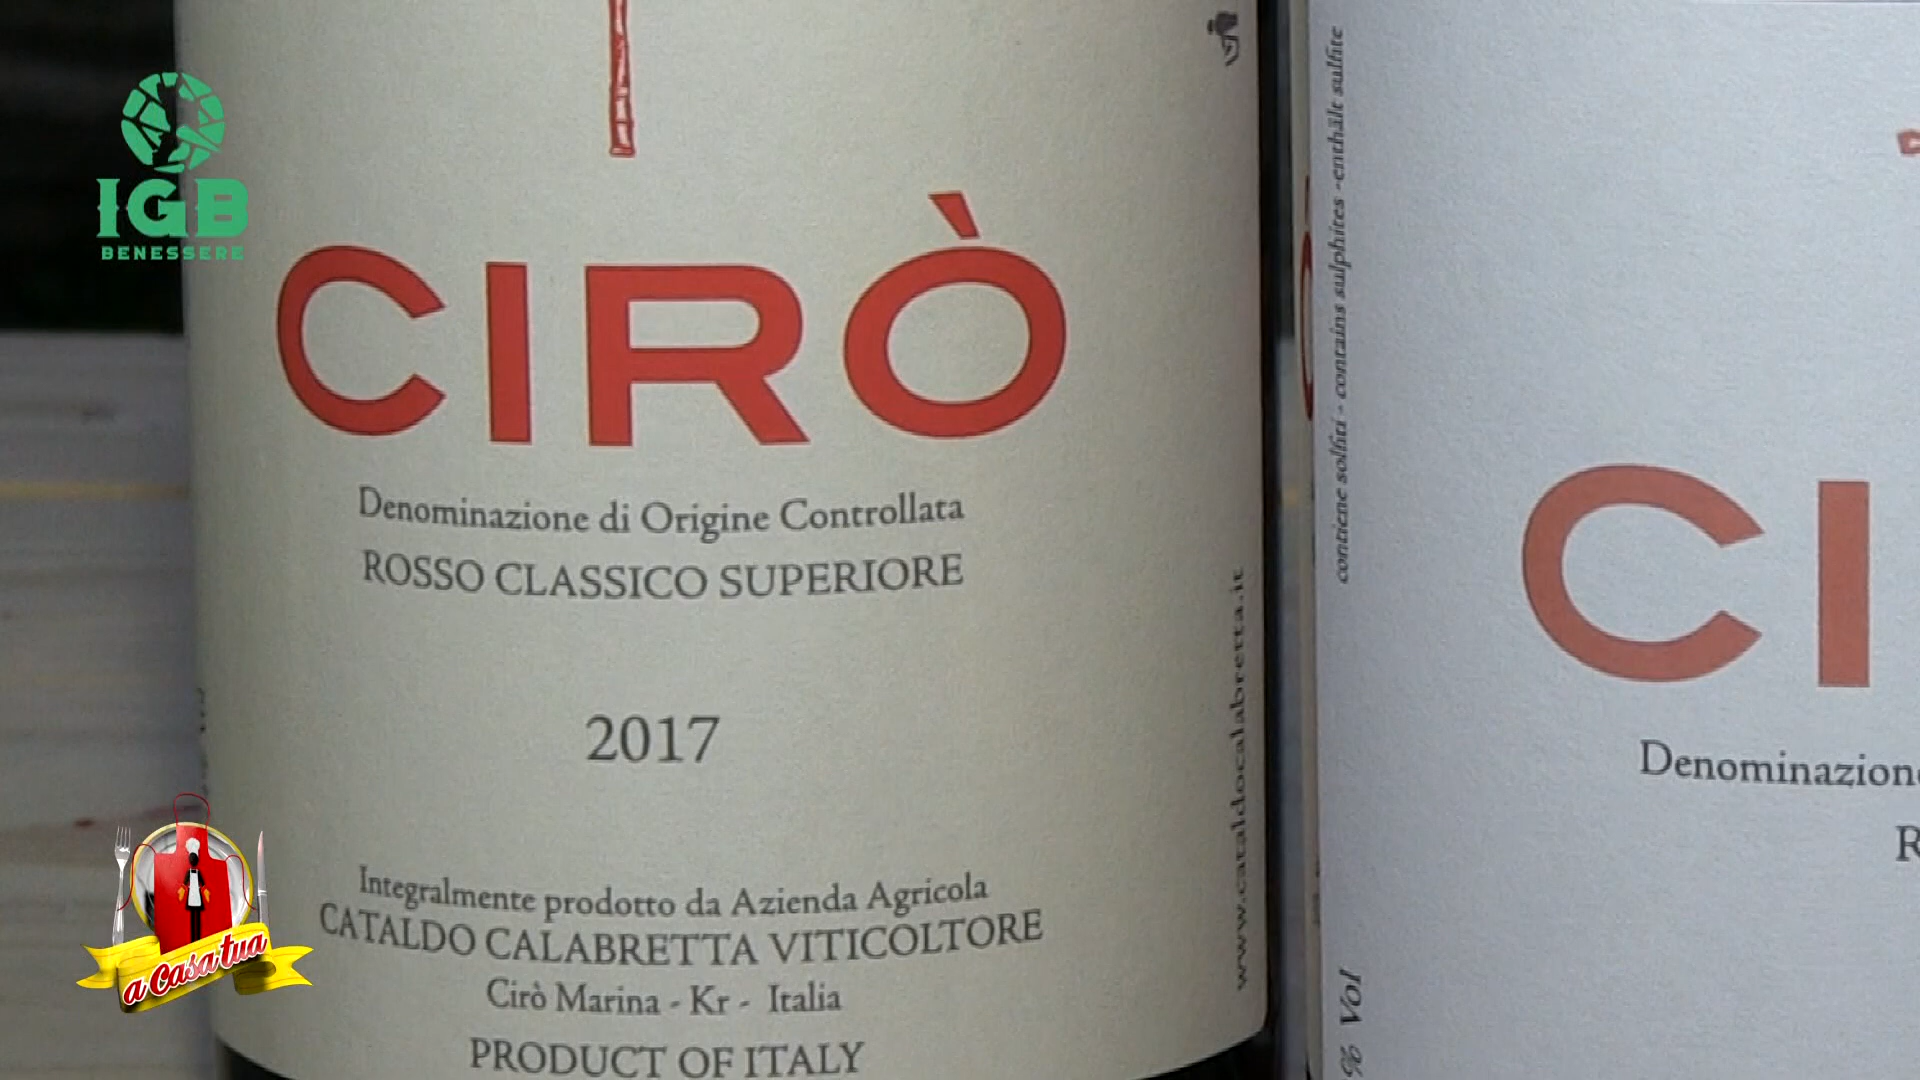 IGB
BENESSERE
CIRÒ
Denominazione di Origine Controllata
ROSSO CLASSICO SUPERIORE
2017
Integralmente prodotto da Azienda Agricola
CATALDO CALABRETTA VITICOLTORE
Cirò Marina - Kr - Italia
PRODUCT OF ITALY
www.cataldocalabretta.it
a Casa tua
contiene solfiti - contains sulphites -enthält sulfite
% Vol
CI
Denominazion
R